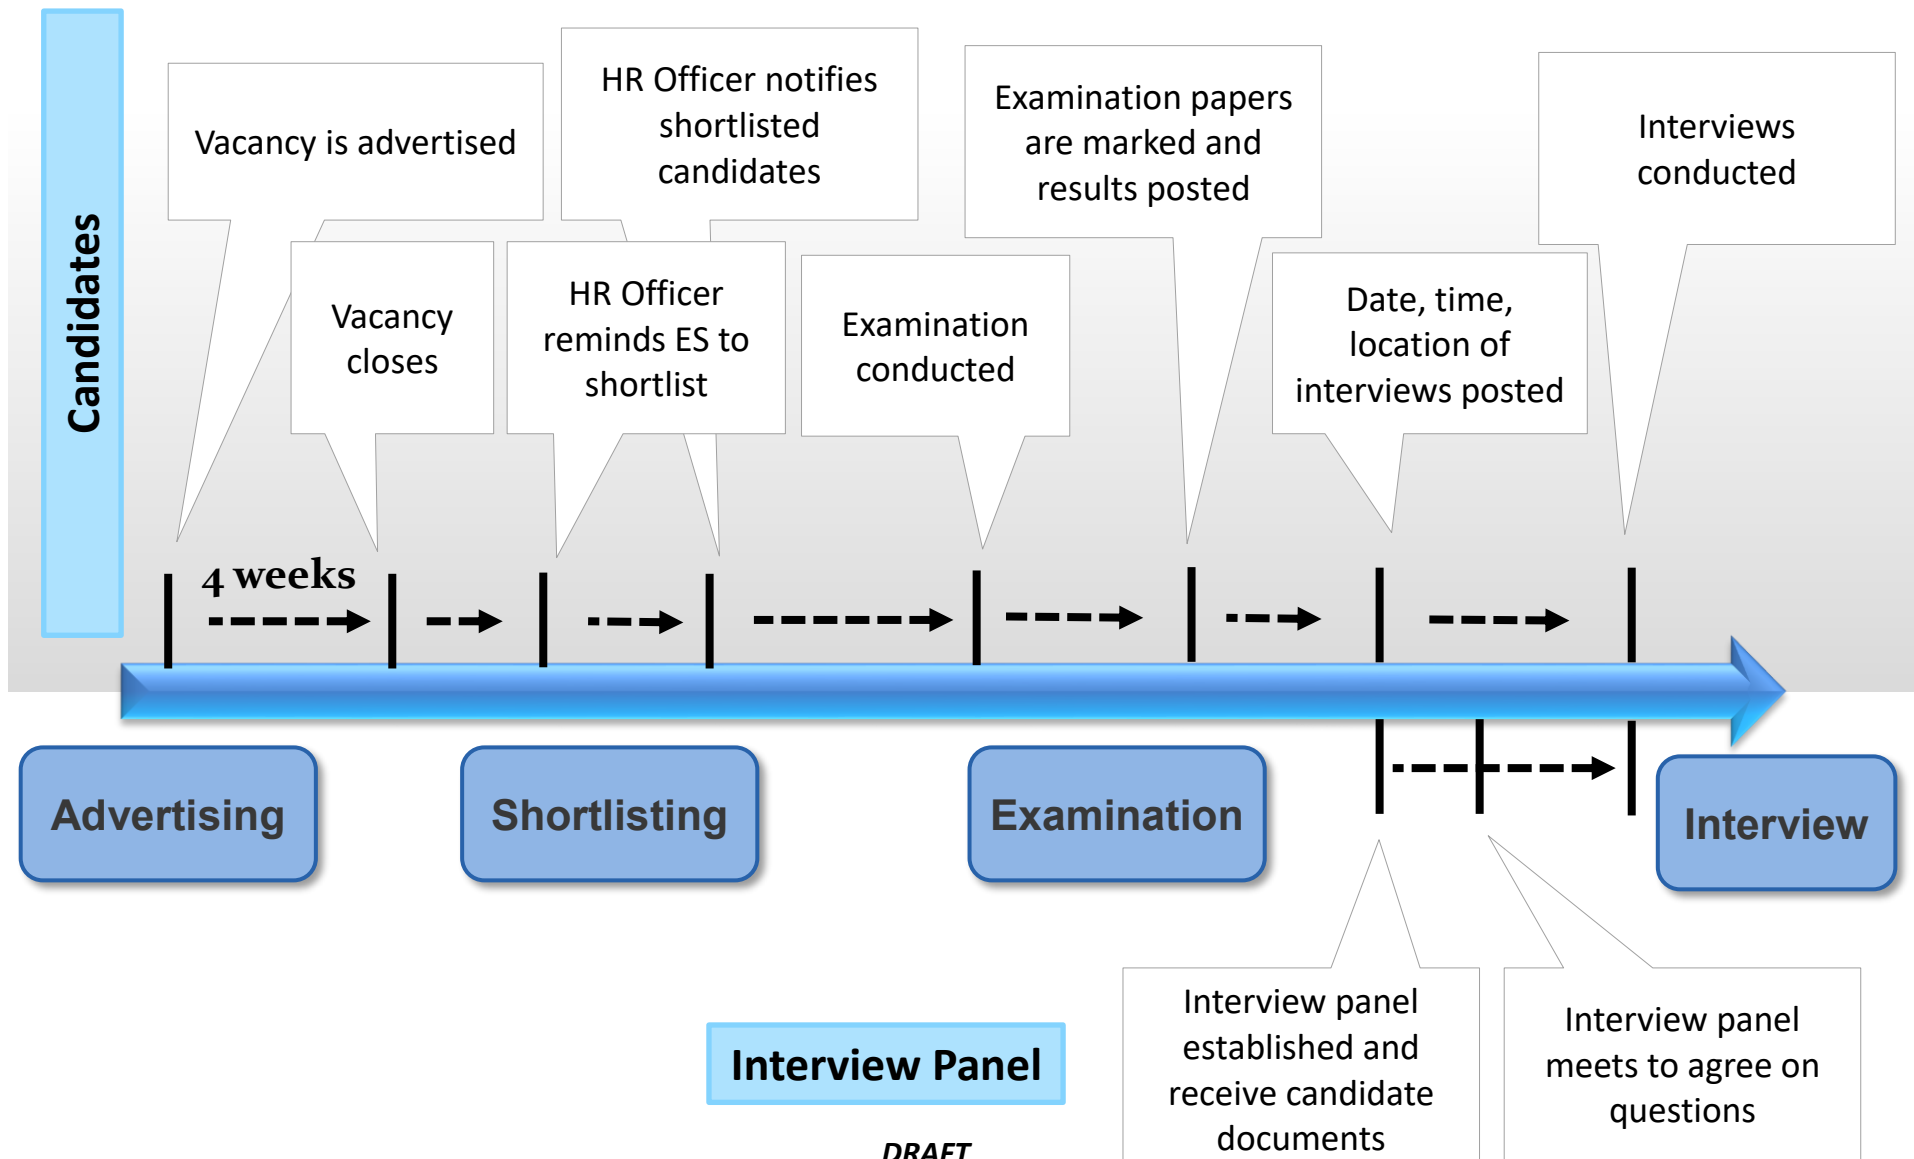 Candidates
Vacancy is advertised
HR Officer notifies
shortlisted
candidates
Examination papers
are marked and
results posted
Interviews
conducted
Vacancy
closes
HR Officer
reminds ES to
shortlist
Examination
conducted
Date, time,
location of
interviews posted
4 weeks
Advertising
Shortlisting
Examination
Interview
Interview Panel
Interview panel
established and
receive candidate
documents
Interview panel
meets to agree on
questions
DRAFT